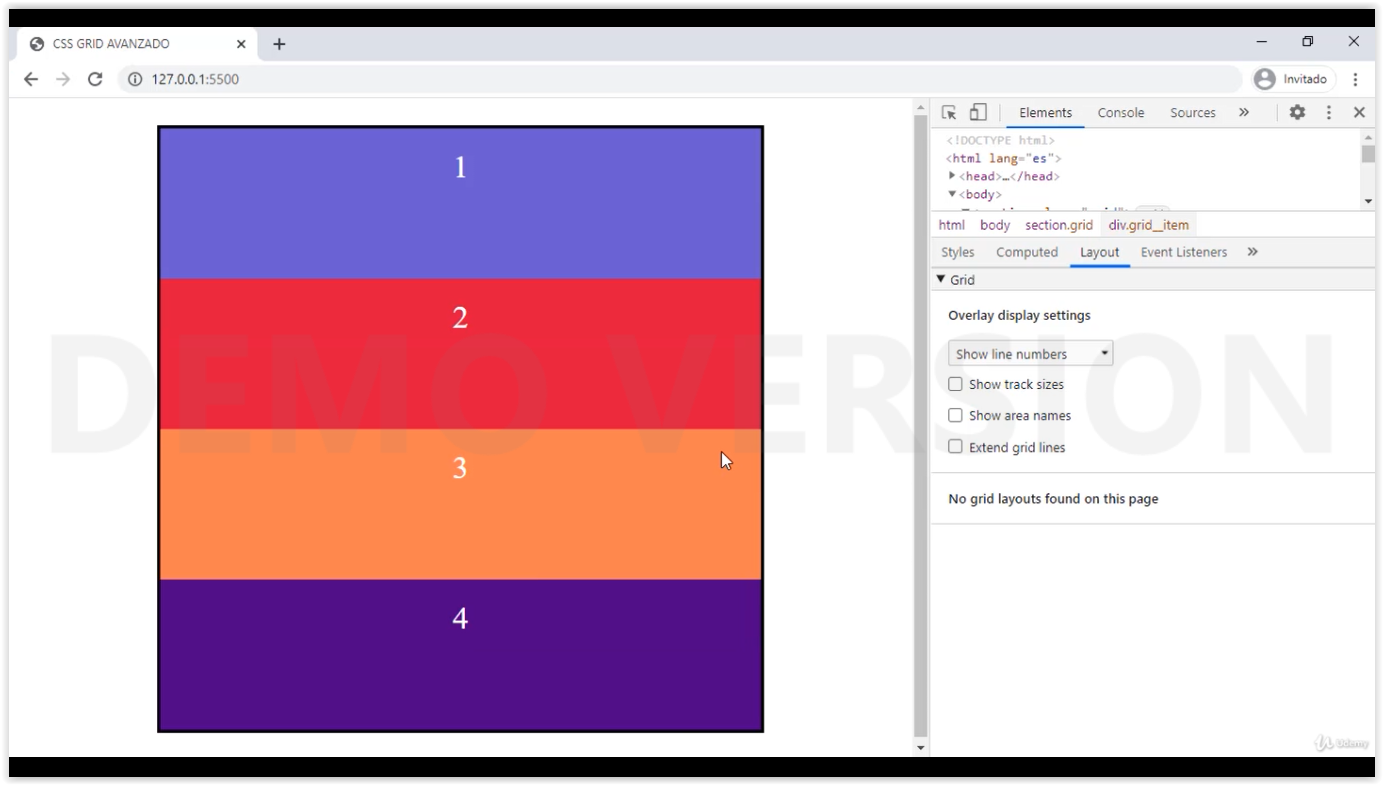 CSS GRID AVANZADO
127.0.0.1:5500
Invitado
1
2
3
4
Elements Console Sources »
<!DOCTYPE html>
<html lang="es">
<head>…</head>
<body>
html body section.grid div.grid__item
Styles Computed Layout Event Listeners »
Grid
Overlay display settings
Show line numbers
Show track sizes
Show area names
Extend grid lines
No grid layouts found on this page
DEMO VERSION
Udemy